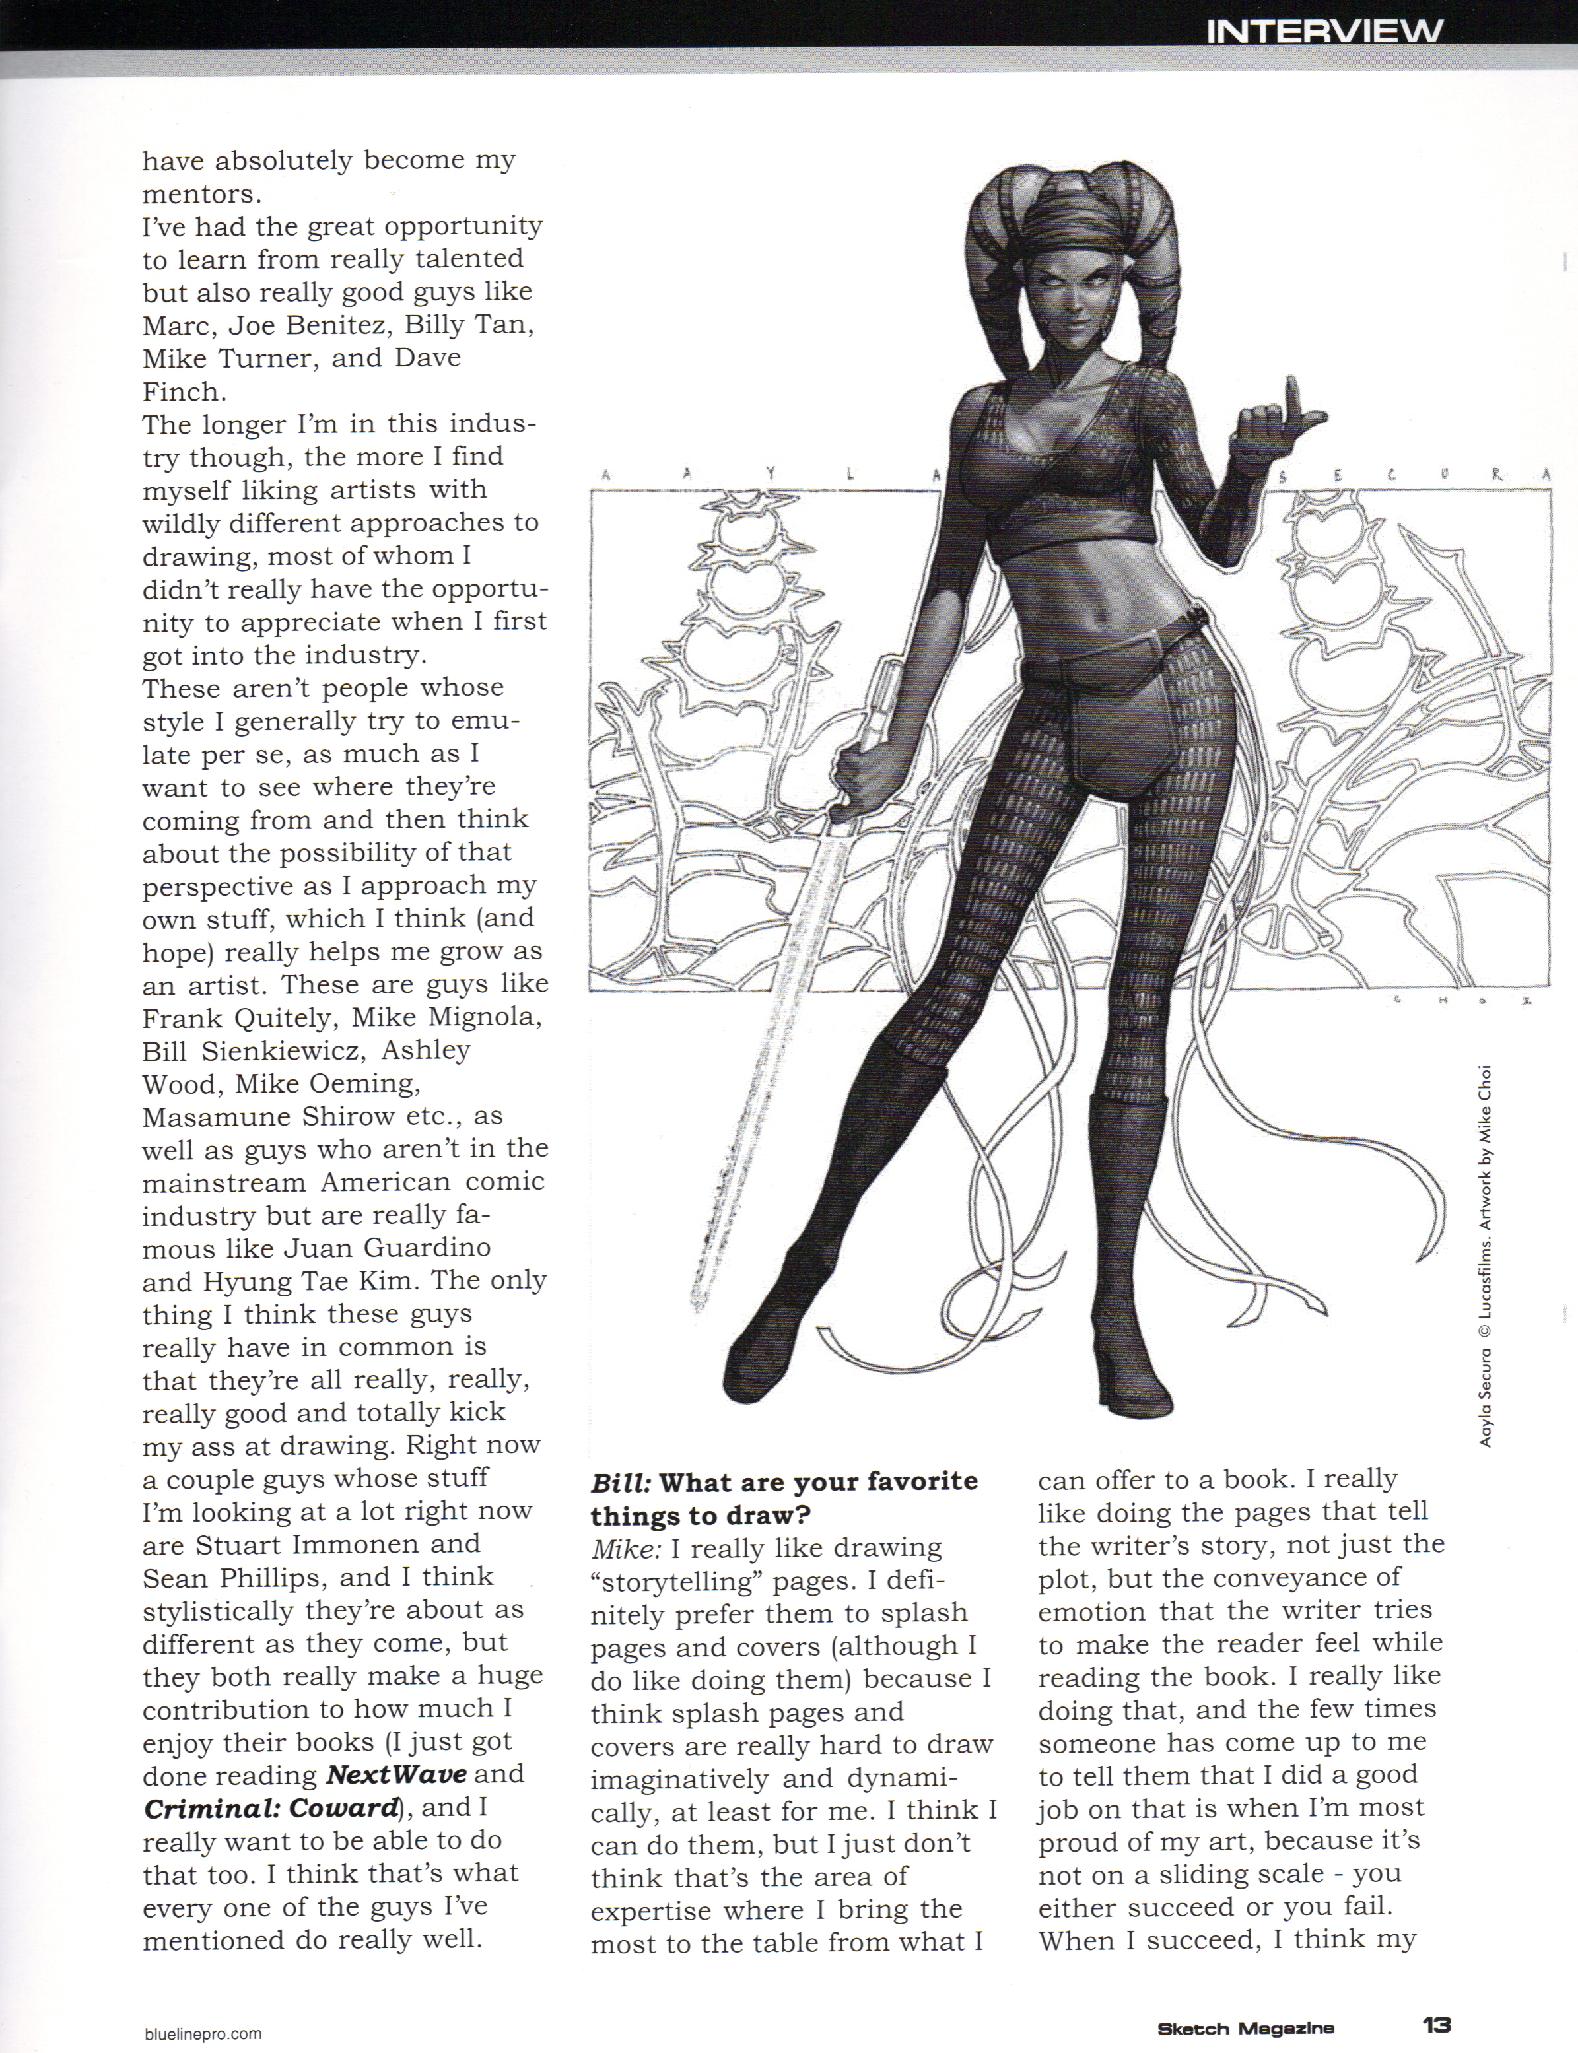 INTERVIEW
have absolutely become my
mentors.
I've had the great opportunity
to learn from really talented
but also really good guys like
Marc, Joe Benitez, Billy Tan,
Mike Turner, and Dave
Finch.
The longer I'm in this indus-
try though, the more I find
myself liking artists with
wildly different approaches to
drawing, most of whom I
didn't really have the opportu-
nity to appreciate when I first
got into the industry.
These aren't people whose
style I generally try to emu-
late per se, as much as I
want to see where they're
coming from and then think
about the possibility of that
perspective as I approach my
own stuff, which I think (and
hope) really helps me grow as
an artist. These are guys like
Frank Quitely, Mike Mignola,
Bill Sienkiewicz, Ashley
Wood, Mike Oeming,
Masamune Shirow etc., as
well as guys who aren't in the
mainstream American comic
industry but are really fa-
mous like Juan Guardino
and Hyung Tae Kim. The only
thing I think these guys
really have in common is
that they're all really, really,
really good and totally kick
my ass at drawing. Right now
a couple guys whose stuff
I'm looking at a lot right now
are Stuart Immonen and
Sean Phillips, and I think
stylistically they're about as
different as they come, but
they both really make a huge
contribution to how much I
enjoy their books (I just got
done reading NextWave and
Criminal: Coward), and I
really want to be able to do
that too. I think that's what
every one of the guys I've
mentioned do really well.
AAYLA SECURA
CHOI
Aayla Secura © Lucasfilms. Artwork by Mike Choi
Bill: What are your favorite
things to draw?
Mike: I really like drawing
“storytelling” pages. I defi-
nitely prefer them to splash
pages and covers (although I
do like doing them) because I
think splash pages and
covers are really hard to draw
imaginatively and dynami-
cally, at least for me. I think I
can do them, but I just don't
think that's the area of
expertise where I bring the
most to the table from what I
can offer to a book. I really
like doing the pages that tell
the writer's story, not just the
plot, but the conveyance of
emotion that the writer tries
to make the reader feel while
reading the book. I really like
doing that, and the few times
someone has come up to me
to tell them that I did a good
job on that is when I'm most
proud of my art, because it's
not on a sliding scale - you
either succeed or you fail.
When I succeed, I think my
bluelinepro.com
Sketch Magazine 13